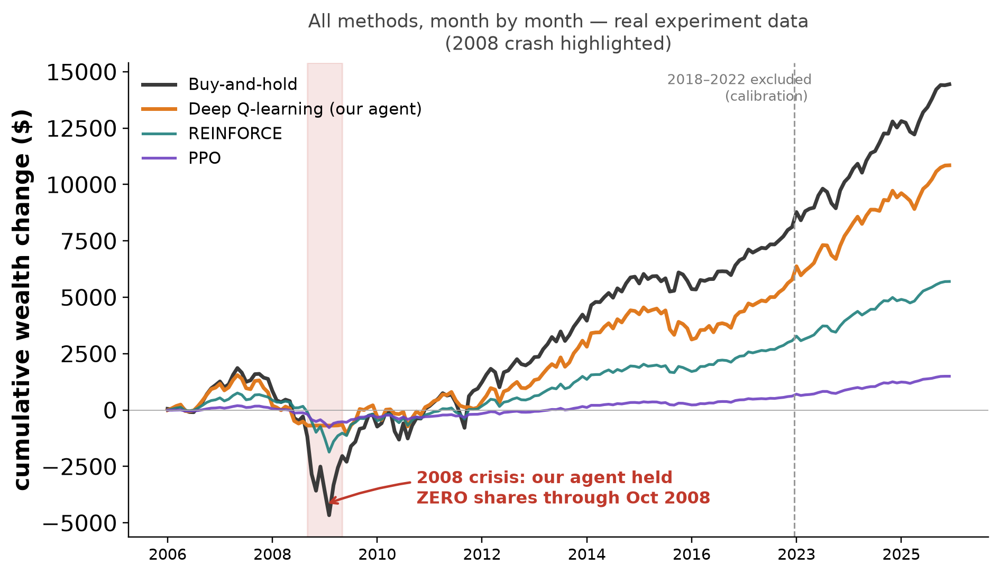 All methods, month by month — real experiment data
(2008 crash highlighted)
cumulative wealth change ($)
15000
12500
10000
7500
5000
2500
0
−2500
−5000
Buy-and-hold
Deep Q-learning (our agent)
REINFORCE
PPO
2018–2022 excluded
(calibration)
2008 crisis: our agent held
ZERO shares through Oct 2008
2006 2008 2010 2012 2014 2016 2023 2025